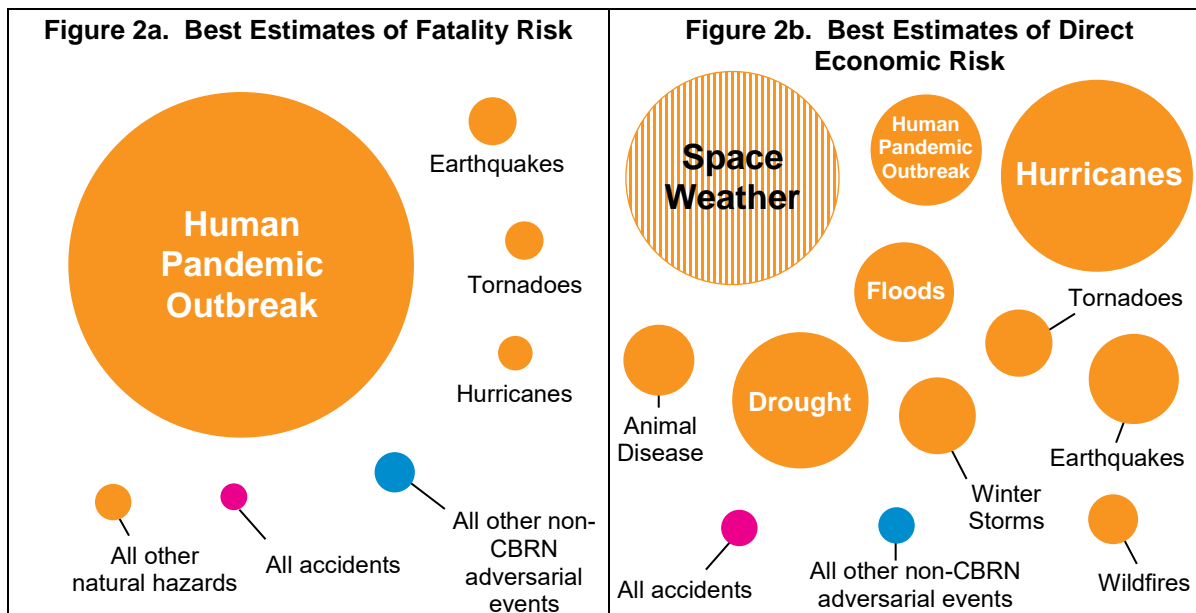 Figure 2a.  Best Estimates of Fatality Risk
Human
Pandemic
Outbreak
Earthquakes
Tornadoes
Hurricanes
All other
natural hazards
All accidents
All other non-
CBRN
adversarial
events
Figure 2b.  Best Estimates of Direct
Economic Risk
Space
Weather
Human
Pandemic
Outbreak
Hurricanes
Floods
Tornadoes
Animal
Disease
Drought
Winter
Storms
Earthquakes
All accidents
All other non-CBRN
adversarial events
Wildfires